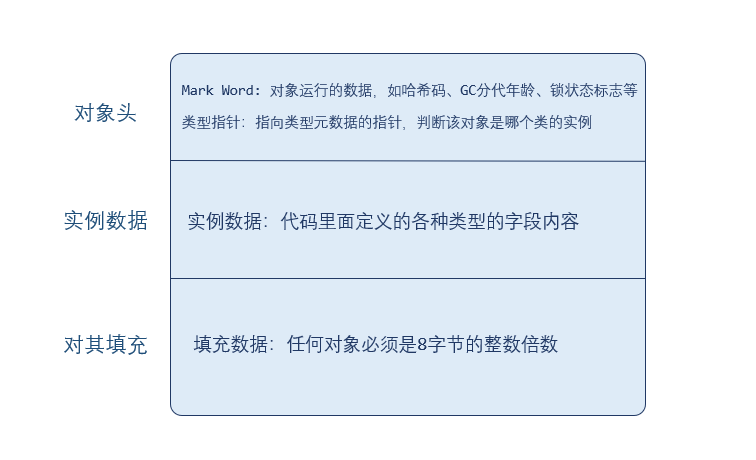 对象头
Mark Word: 对象运行的数据，如哈希码、GC分代年龄、锁状态标志等
类型指针：指向类型元数据的指针，判断该对象是哪个类的实例
实例数据
实例数据：代码里面定义的各种类型的字段内容
对其填充
填充数据：任何对象必须是8字节的整数倍数